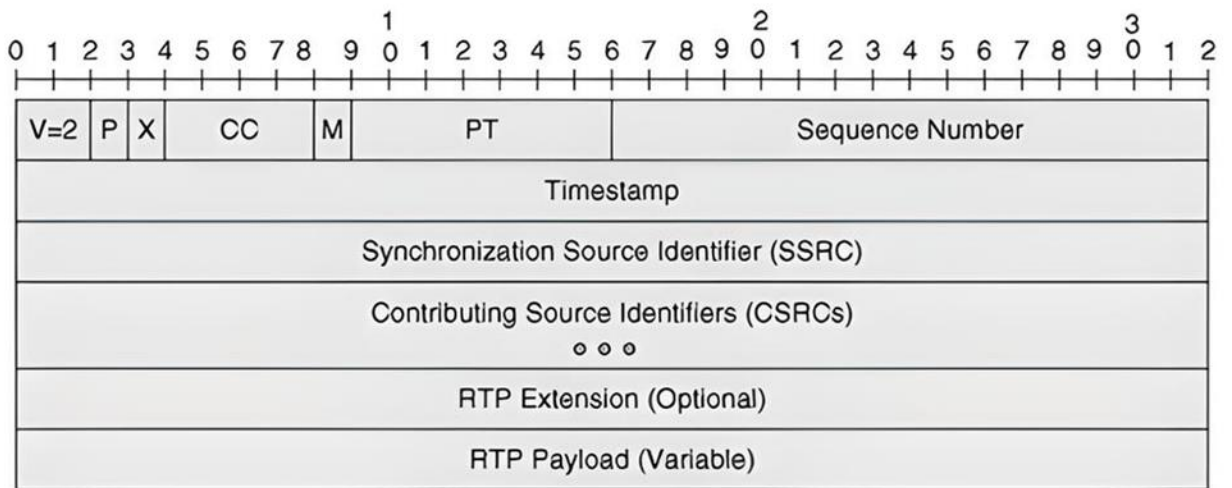 1 2 3
0 1 2 3 4 5 6 7 8 9 0 1 2 3 4 5 6 7 8 9 0 1 2 3 4 5 6 7 8 9 0 1 2
V=2 P X CC M PT Sequence Number
Timestamp
Synchronization Source Identifier (SSRC)
Contributing Source Identifiers (CSRCs)
RTP Extension (Optional)
RTP Payload (Variable)